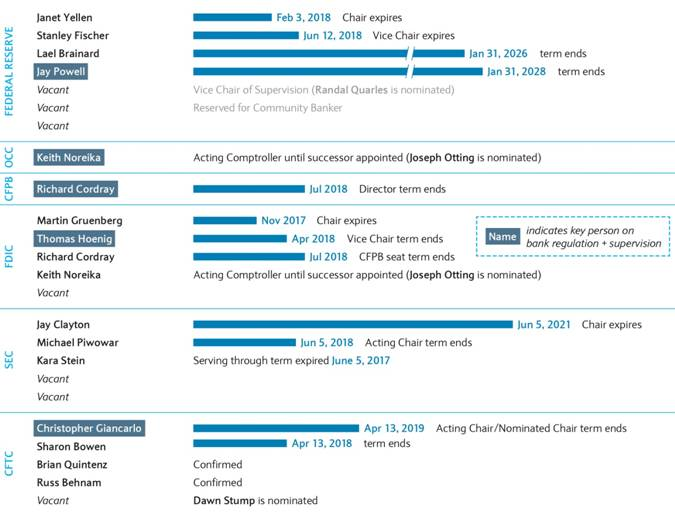 FEDERAL RESERVE
Janet Yellen Feb 3, 2018 Chair expires
Stanley Fischer Jun 12, 2018 Vice Chair expires
Lael Brainard Jan 31, 2026 term ends
Jay Powell Jan 31, 2028 term ends
Vacant Vice Chair of Supervision (Randal Quarles is nominated)
Vacant Reserved for Community Banker
Vacant
OCC
Keith Noreika Acting Comptroller until successor appointed (Joseph Otting is nominated)
CFPB
Richard Cordray Jul 2018 Director term ends
FDIC
Martin Gruenberg Nov 2017 Chair expires
Thomas Hoenig Apr 2018 Vice Chair term ends
Richard Cordray Jul 2018 CFPB seat term ends
Keith Noreika Acting Comptroller until successor appointed (Joseph Otting is nominated)
Vacant
Name indicates key person on
bank regulation + supervision
SEC
Jay Clayton Jun 5, 2021 Chair expires
Michael Piwowar Jun 5, 2018 Acting Chair term ends
Kara Stein Serving through term expired June 5, 2017
Vacant
Vacant
CFTC
Christopher Giancarlo Apr 13, 2019 Acting Chair/Nominated Chair term ends
Sharon Bowen Apr 13, 2018 term ends
Brian Quintenz Confirmed
Russ Behnam Confirmed
Vacant Dawn Stump is nominated